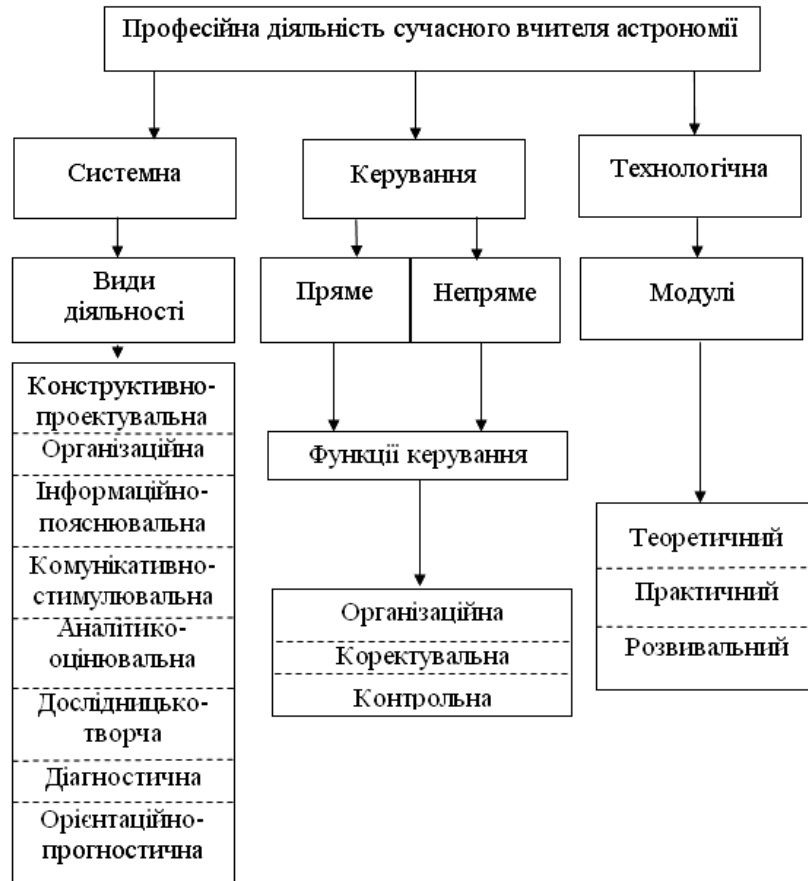 Професійна діяльність сучасного вчителя астрономії
Системна
Керування
Технологічна
Види
діяльності
Пряме
Непряме
Модулі
Конструктивно-
проектувальна
Організаційна
Інформаційно-
пояснювальна
Комунікативно-
стимулювальна
Аналітико-
оцінювальна
Дослідницько-
творча
Діагностична
Орієнтаційно-
прогностична
Функції керування
Організаційна
Коректувальна
Контрольна
Теоретичний
Практичний
Розвивальний